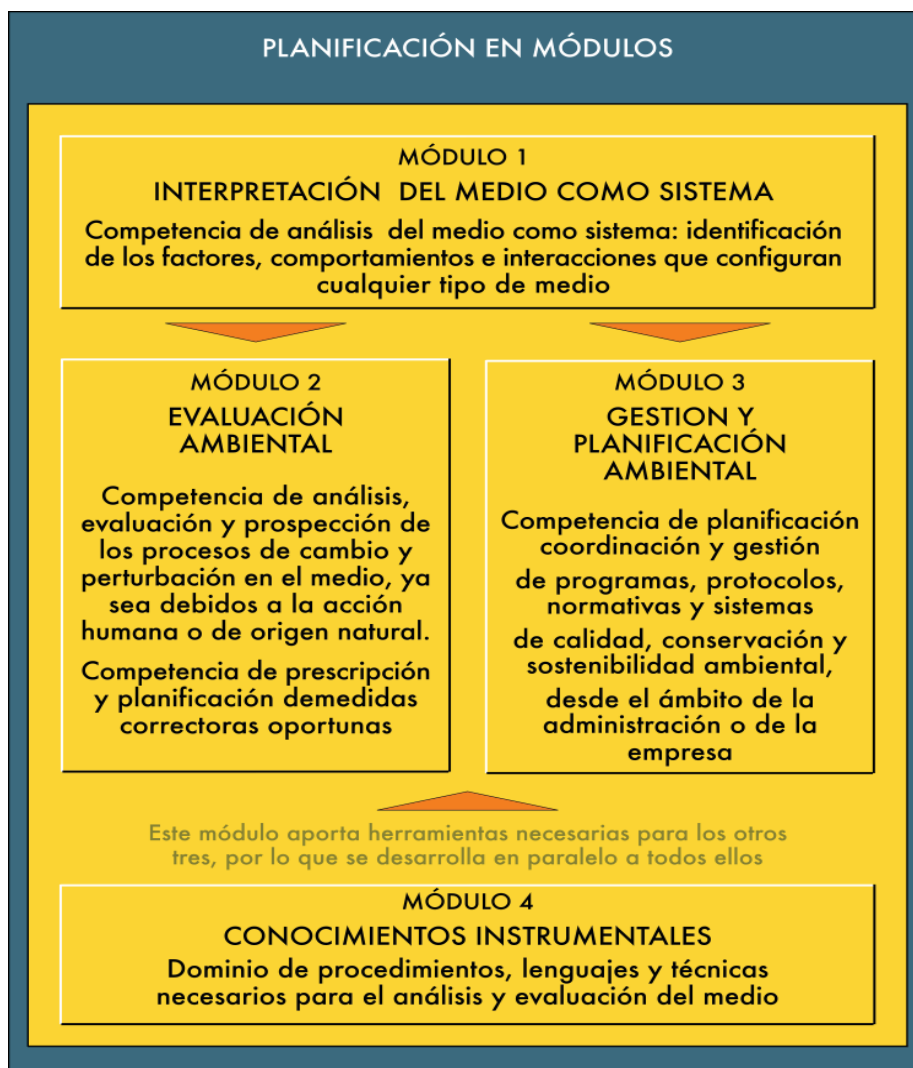 PLANIFICACIÓN EN MÓDULOS
MÓDULO 1
INTERPRETACIÓN DEL MEDIO COMO SISTEMA
Competencia de análisis del medio como sistema: identificación
de los factores, comportamientos e interacciones que configuran
cualquier tipo de medio
MÓDULO 2
EVALUACIÓN
AMBIENTAL
Competencia de análisis,
evaluación y prospección de
los procesos de cambio y
perturbación en el medio, ya
sea debidos a la acción
humana o de origen natural.
Competencia de prescripción
y planificación demedidas
correctoras oportunas
MÓDULO 3
GESTION Y
PLANIFICACIÓN
AMBIENTAL
Competencia de planificación
coordinación y gestión
de programas, protocolos,
normativas y sistemas
de calidad, conservación y
sostenibilidad ambiental,
desde el ámbito de la
administración o de la
empresa
Este módulo aporta herramientas necesarias para los otros
tres, por lo que se desarrolla en paralelo a todos ellos
MÓDULO 4
CONOCIMIENTOS INSTRUMENTALES
Dominio de procedimientos, lenguajes y técnicas
necesarios para el análisis y evaluación del medio